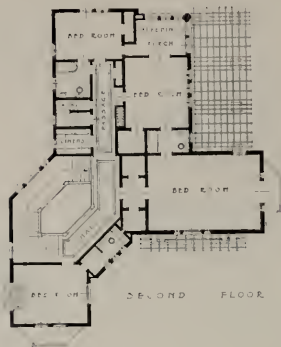 BED ROOM
SLEEPING
PORCH
BED ROOM
PASSAGE
LINEN
BED ROOM
HALL
BED ROOM
SECOND FLOOR